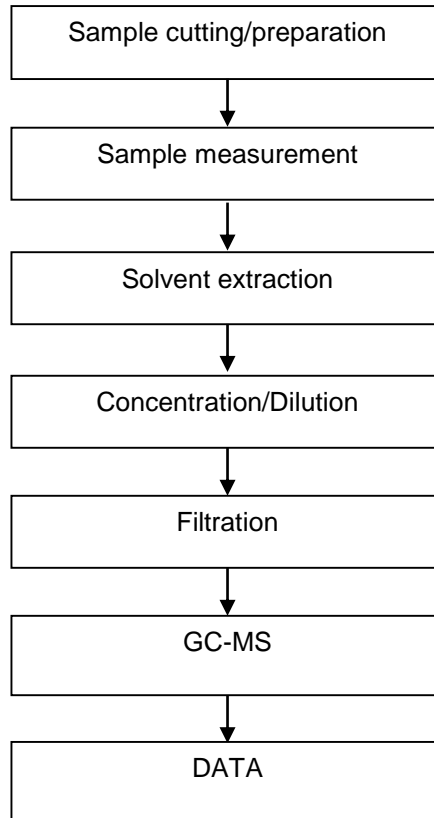 Sample cutting/preparation
Sample measurement
Solvent extraction
Concentration/Dilution
Filtration
GC-MS
DATA